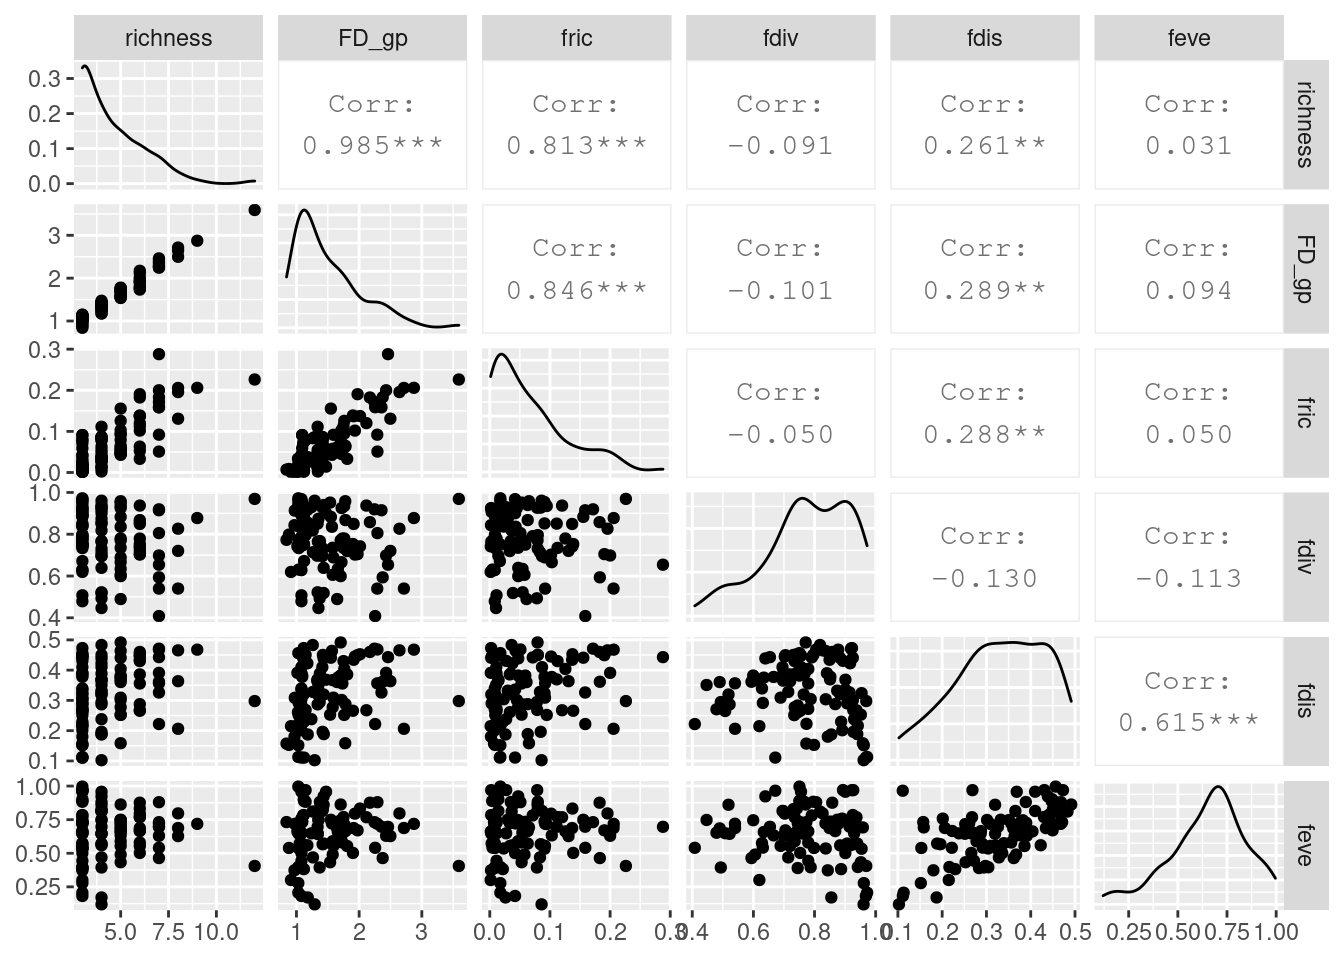 richness FD_gp fric fdiv fdis feve
0.3
0.2
0.1
0.0
Corr: Corr: Corr: Corr: Corr:
0.985*** 0.813*** −0.091 0.261** 0.031
richness
3
2
1
Corr: Corr: Corr: Corr:
0.846*** −0.101 0.289** 0.094
FD_gp
0.3
0.2
0.1
0.0
Corr: Corr: Corr:
−0.050 0.288** 0.050
fric
1.0
0.8
0.6
0.4
Corr: Corr:
−0.130 −0.113
fdiv
0.5
0.4
0.3
0.2
0.1
Corr:
0.615***
fdis
1.00
0.75
0.50
0.25
feve
5.0 7.5 10.0 1 2 3 0.0 0.1 0.2 0.3 0.4 0.6 0.8 1.0 0.1 0.2 0.3 0.4 0.5 0.25 0.50 0.75 1.00